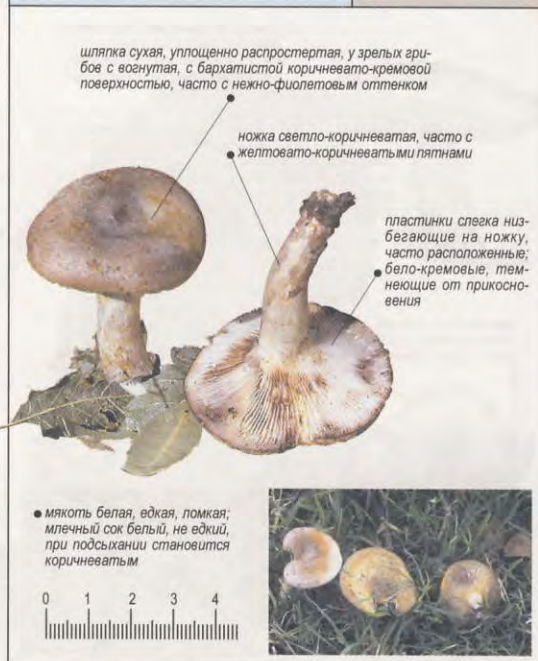 шляпка сухая, уплощенно распростертая, у зрелых гри-
бов с вогнутая, с бархатистой коричневато-кремовой
поверхностью, часто с нежно-фиолетовым оттенком
ножка светло-коричневатая, часто с
желтовато-коричневатыми пятнами
пластинки слегка низ-
бегающие на ножку,
часто расположенные;
бело-кремовые, тем-
неющие от прикосно-
вения
мякоть белая, едкая, ломкая;
млечный сок белый, не едкий,
при подсыхании становится
коричневатым
0 1 2 3 4